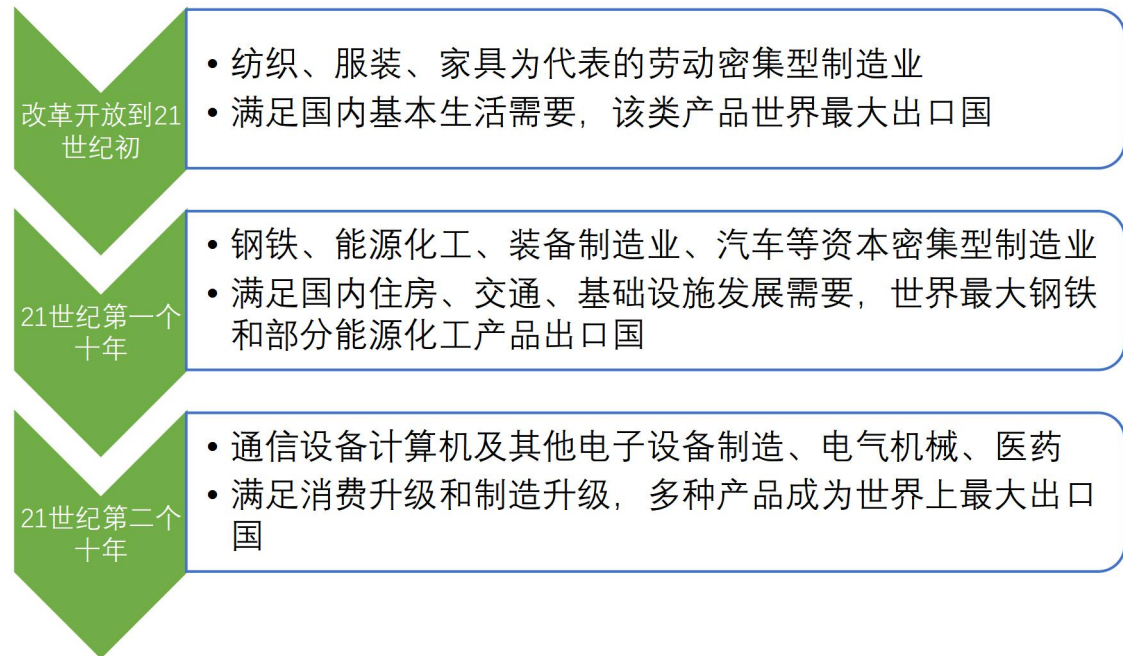 改革开放到21
世纪初
• 纺织、服装、家具为代表的劳动密集型制造业
• 满足国内基本生活需要，该类产品世界最大出口国
21世纪第一个
十年
• 钢铁、能源化工、装备制造业、汽车等资本密集型制造业
• 满足国内住房、交通、基础设施发展需要，世界最大钢铁
和部分能源化工产品出口国
21世纪第二个
十年
• 通信设备计算机及其他电子设备制造、电气机械、医药
• 满足消费升级和制造升级，多种产品成为世界上最大出口
国